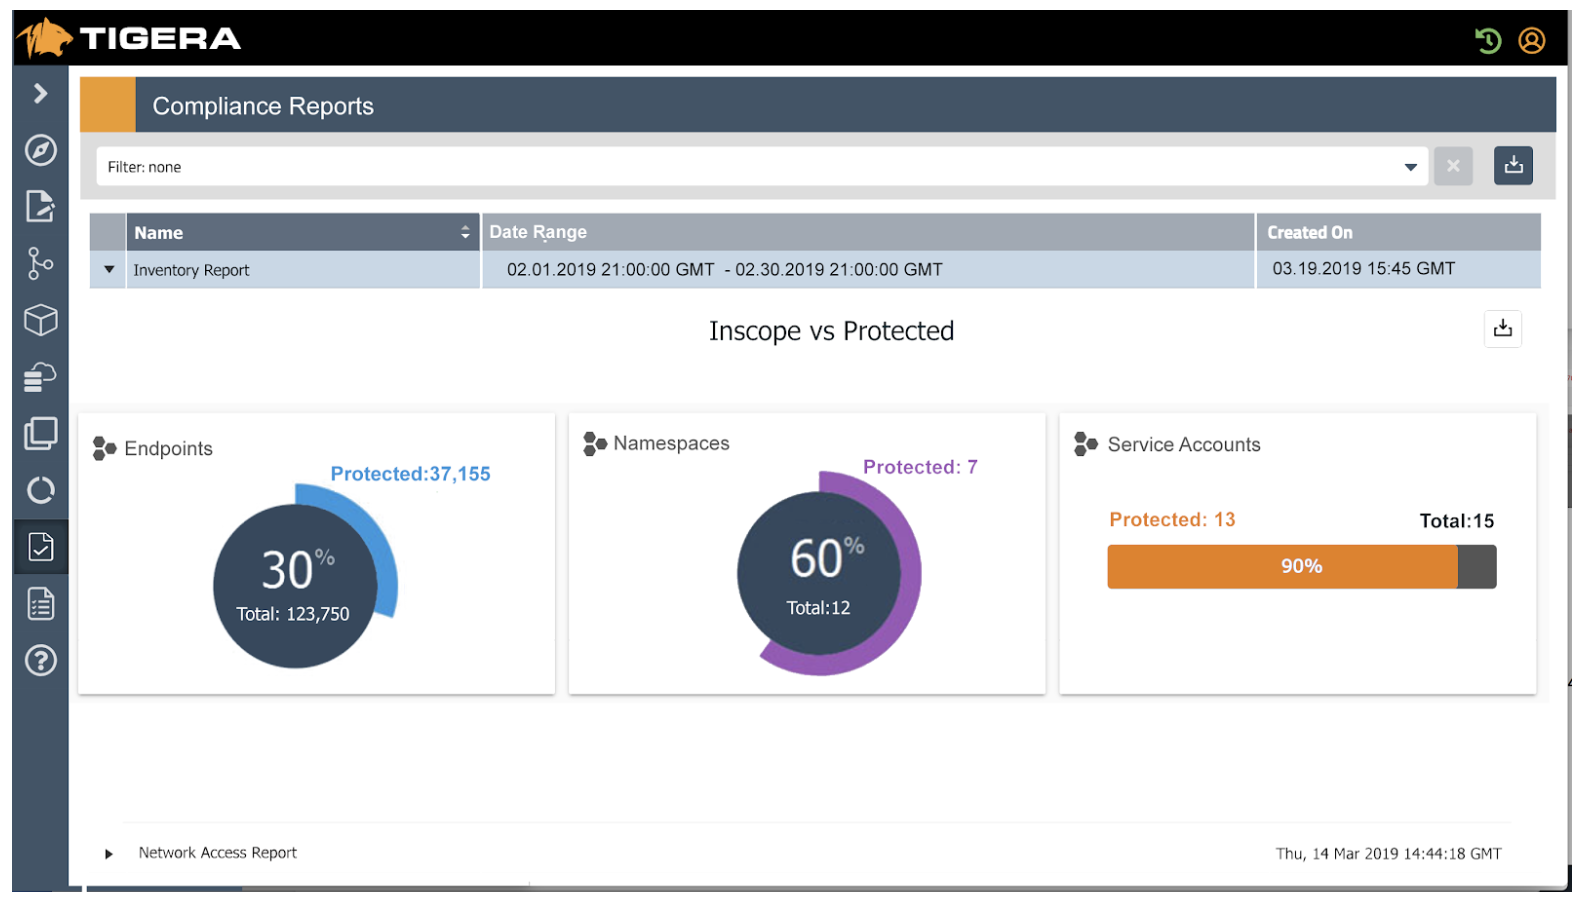 TIGERA
Compliance Reports
Filter: none
Name Date Range Created On
Inventory Report 02.01.2019 21:00:00 GMT - 02.30.2019 21:00:00 GMT 03.19.2019 15:45 GMT
Inscope vs Protected
Endpoints
Protected:37,155
30%
Total: 123,750
Namespaces
Protected: 7
60%
Total:12
Service Accounts
Protected: 13 Total:15
90%
Network Access Report Thu, 14 Mar 2019 14:44:18 GMT